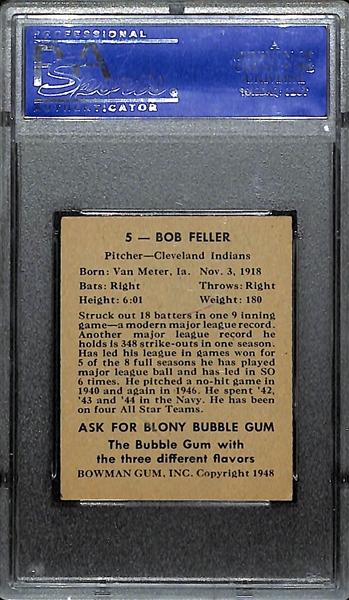 PROFESSIONAL
PSA
Sports
AUTHENTICATOR
5 — BOB FELLER
Pitcher—Cleveland Indians
Born: Van Meter, Ia. Nov. 3, 1918
Bats: Right Throws: Right
Height: 6:01 Weight: 180
Struck out 18 batters in one 9 inning
game—a modern major league record.
Another major league record he
holds is 348 strike-outs in one season.
Has led his league in games won for
5 of the 8 full seasons he has played
major league ball and has led in SO
6 times. He pitched a no-hit game in
1940 and again in 1946. He spent '42,
'43 and '44 in the Navy. He has been
on four All Star Teams.
ASK FOR BLONY BUBBLE GUM
The Bubble Gum with
the three different flavors
BOWMAN GUM, INC. Copyright 1948